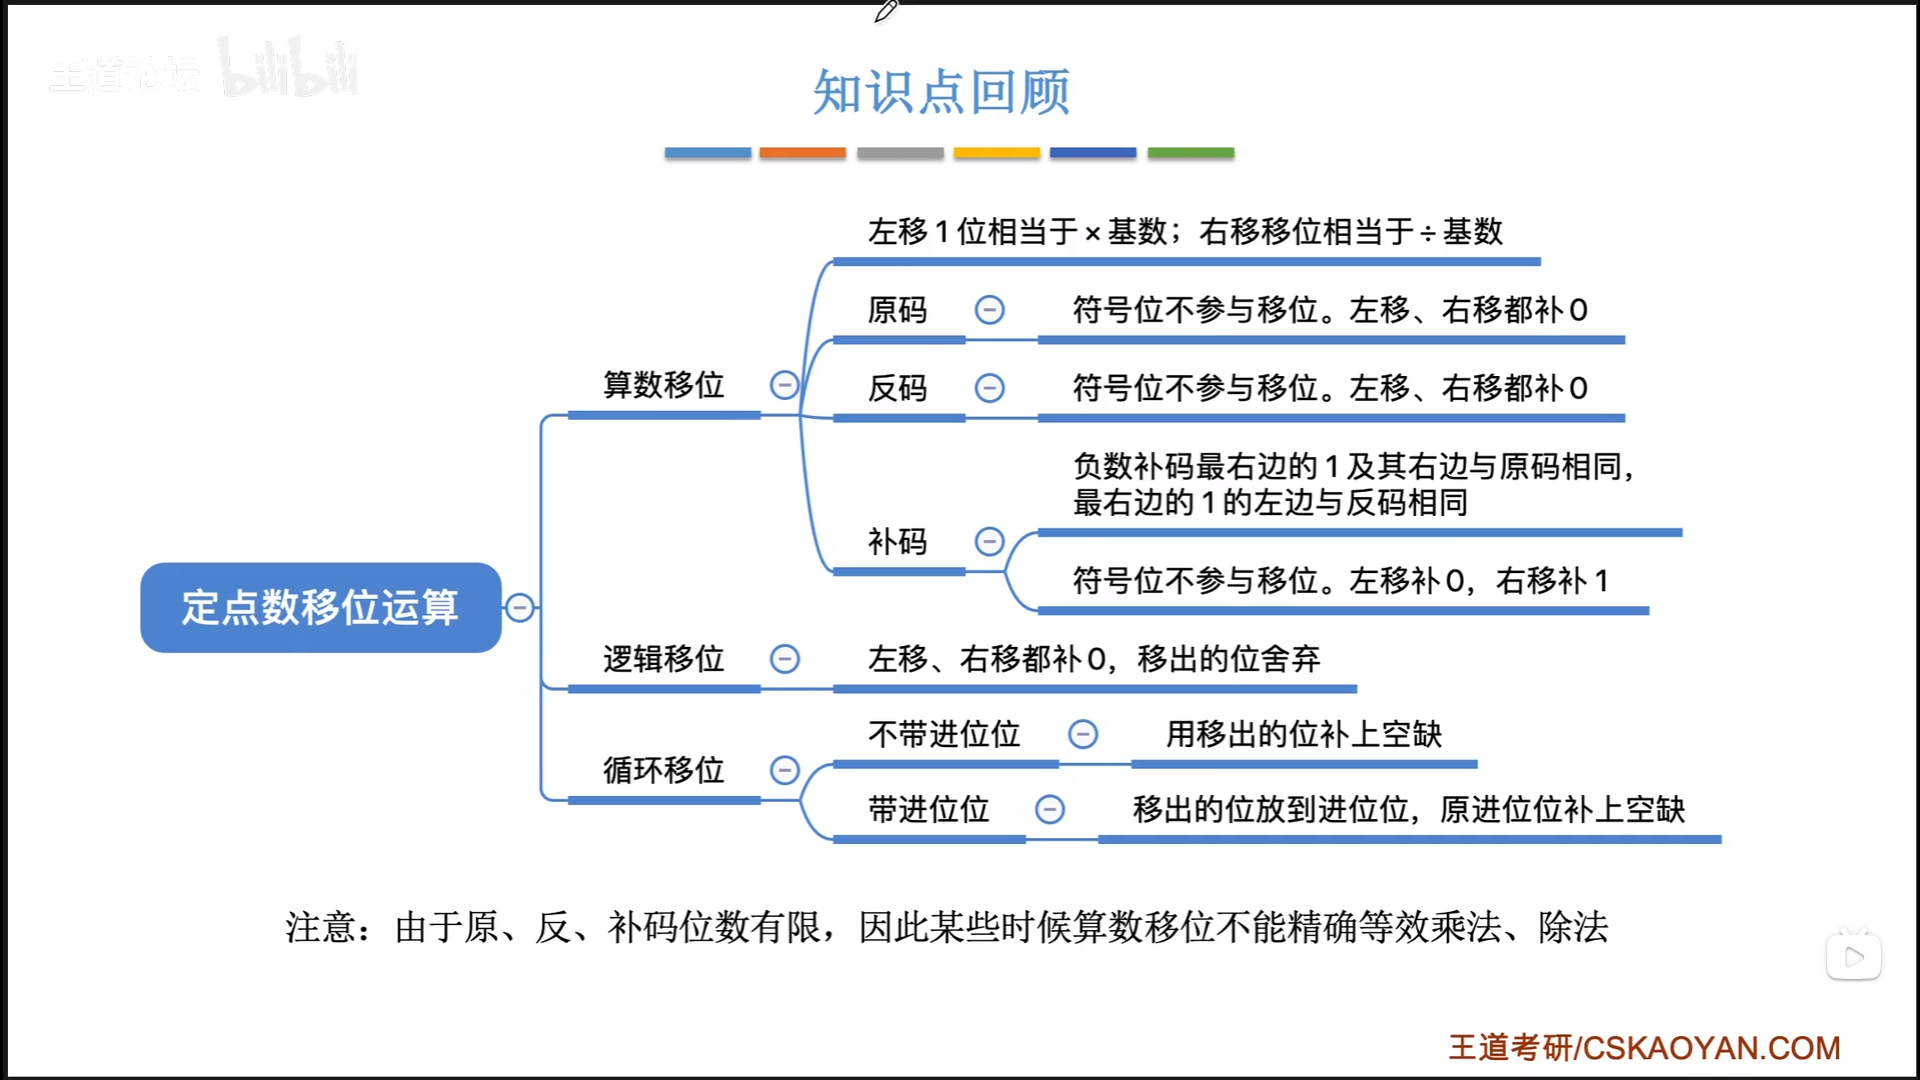 王道论坛 bilibili
知识点回顾
左移1位相当于×基数；右移移位相当于÷基数
原码
符号位不参与移位。左移、右移都补0
算数移位
反码
符号位不参与移位。左移、右移都补0
负数补码最右边的1及其右边与原码相同，
最右边的1的左边与反码相同
补码
符号位不参与移位。左移补0，右移补1
定点数移位运算
逻辑移位
左移、右移都补0，移出的位舍弃
不带进位位
用移出的位补上空缺
循环移位
带进位位
移出的位放到进位位，原进位位补上空缺
注意：由于原、反、补码位数有限，因此某些时候算数移位不能精确等效乘法、除法
王道考研/CSKAOYAN.COM